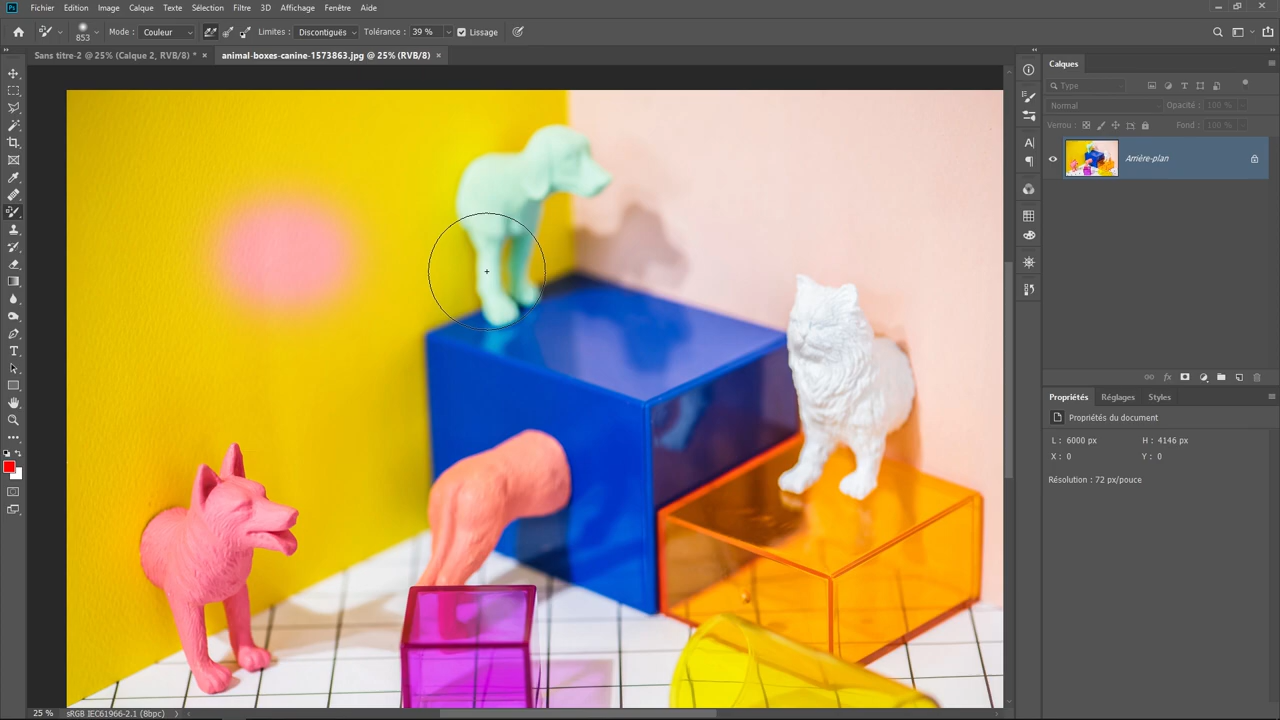 Ps Fichier Edition Image Calque Texte Sélection Filtre 3D Affichage Fenêtre Aide
853 Mode : Couleur Limites : Discontiguës Tolérance : 39 % Lissage
Sans titre-2 @ 25% (Calque 2, RVB/8) * × animal-boxes-canine-1573863.jpg @ 25% (RVB/8) ×
Calques
Type
Normal Opacité : 100 %
Verrou : Fond : 100 %
Arrière-plan
fx
Propriétés Réglages Styles
Propriétés du document
L : 6000 px H : 4146 px
X : 0 Y : 0
Résolution : 72 px/pouce
25 % sRGB IEC61966-2.1 (8bpc)